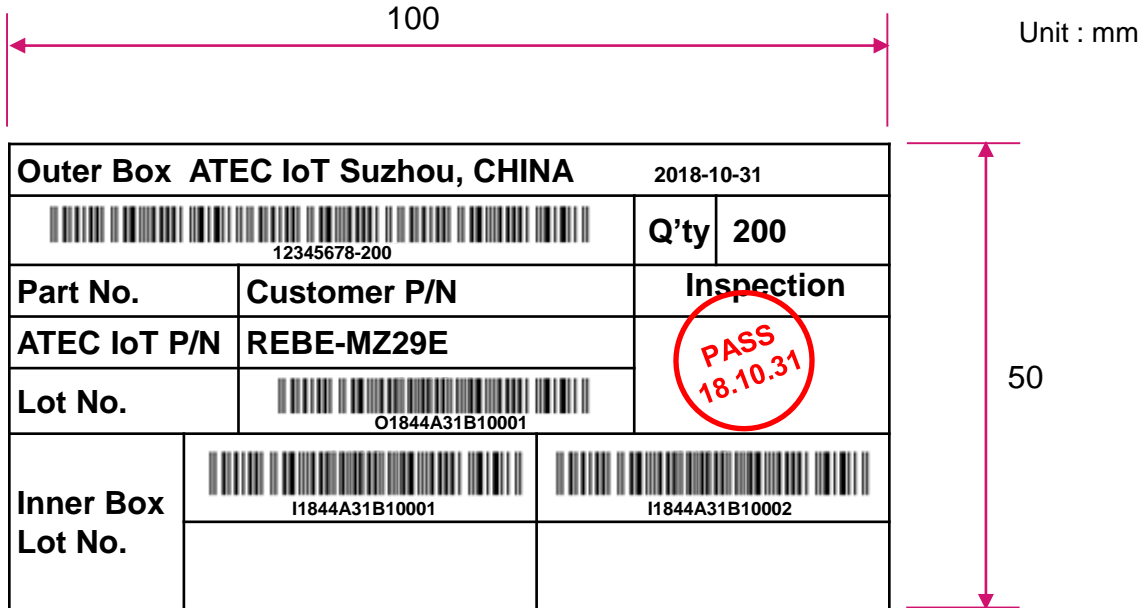 100
Unit : mm
Outer Box  ATEC IoT Suzhou, CHINA 2018-10-31
12345678-200
Q’ty 200
Part No. Customer P/N Inspection
ATEC IoT P/N REBE-MZ29E
PASS
18.10.31
50
Lot No.
O1844A31B10001
Inner Box
Lot No.
I1844A31B10001 I1844A31B10002